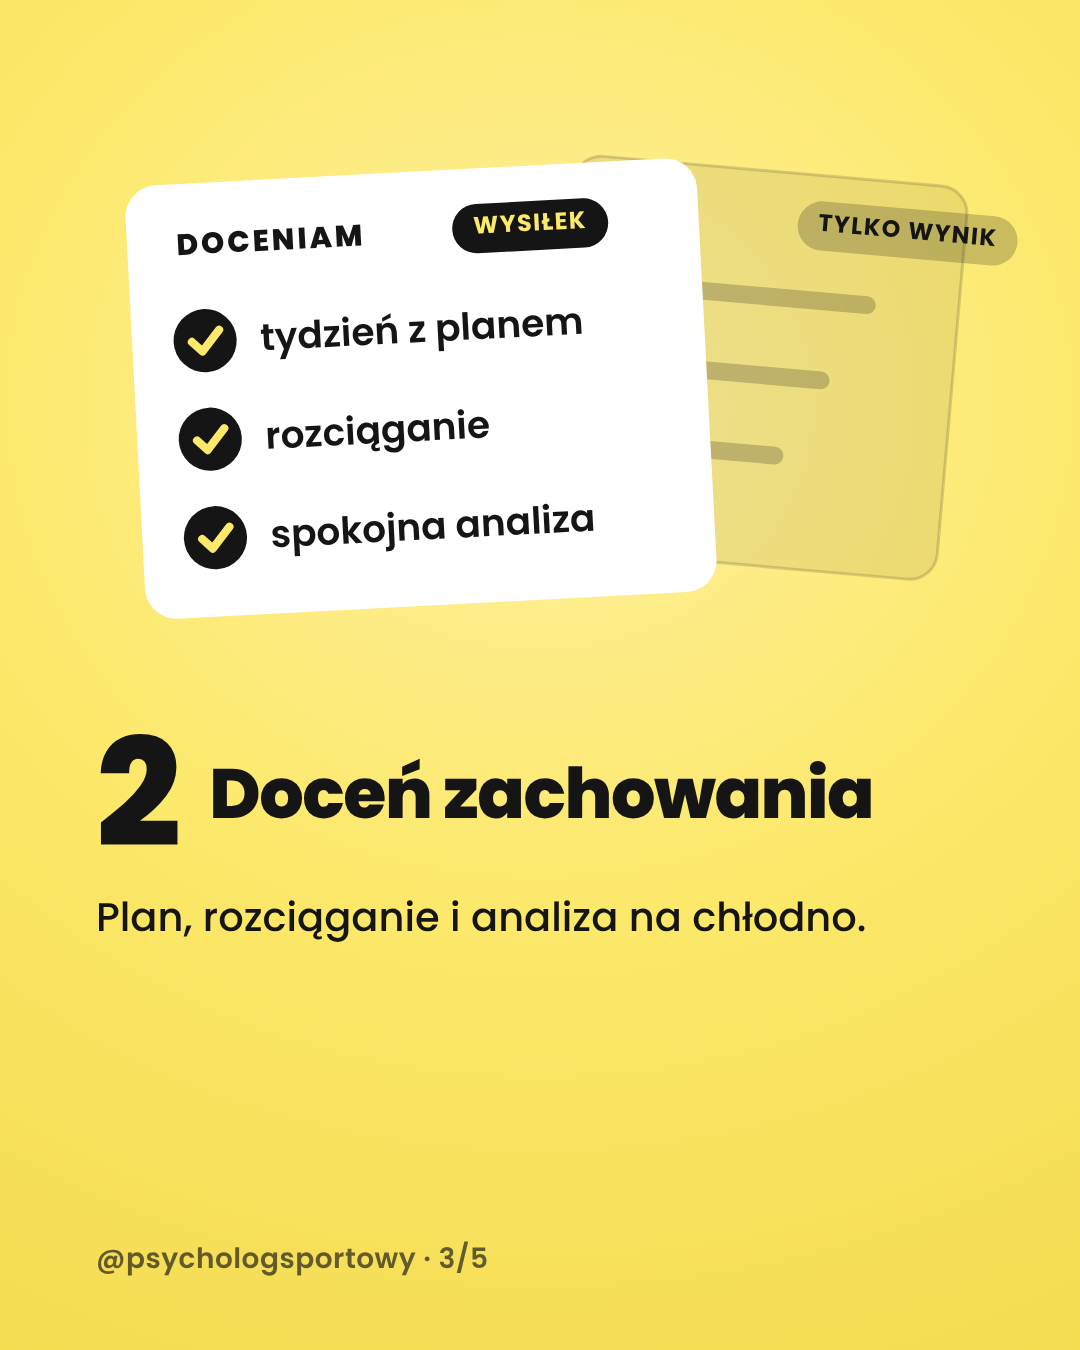 DOCENIAM
WYSIŁEK
TYLKO WYNIK
tydzień z planem
rozciąganie
spokojna analiza
2 Doceń zachowania
Plan, rozciąganie i analiza na chłodno.
@psychologsportowy · 3/5